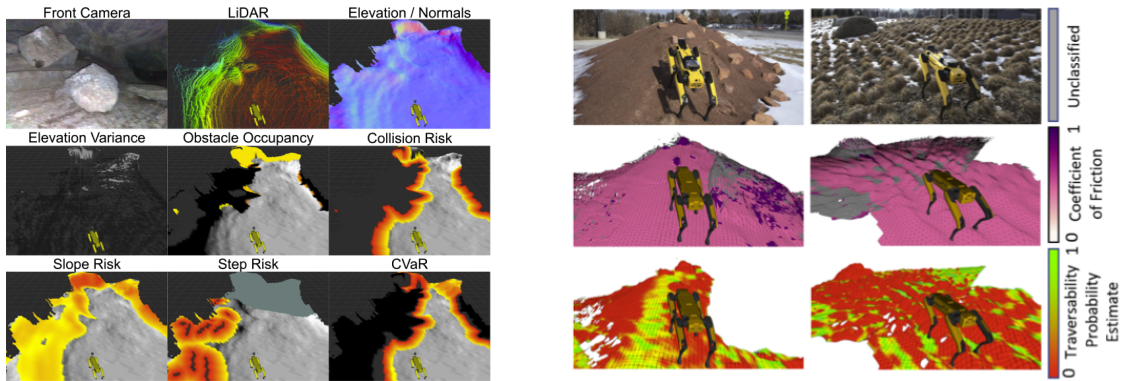 Front Camera
LiDAR
Elevation / Normals
Elevation Variance
Obstacle Occupancy
Collision Risk
Slope Risk
Step Risk
CVaR
Unclassified
0 Coefficient 1
of Friction
0 Traversability 1
Probability
Estimate